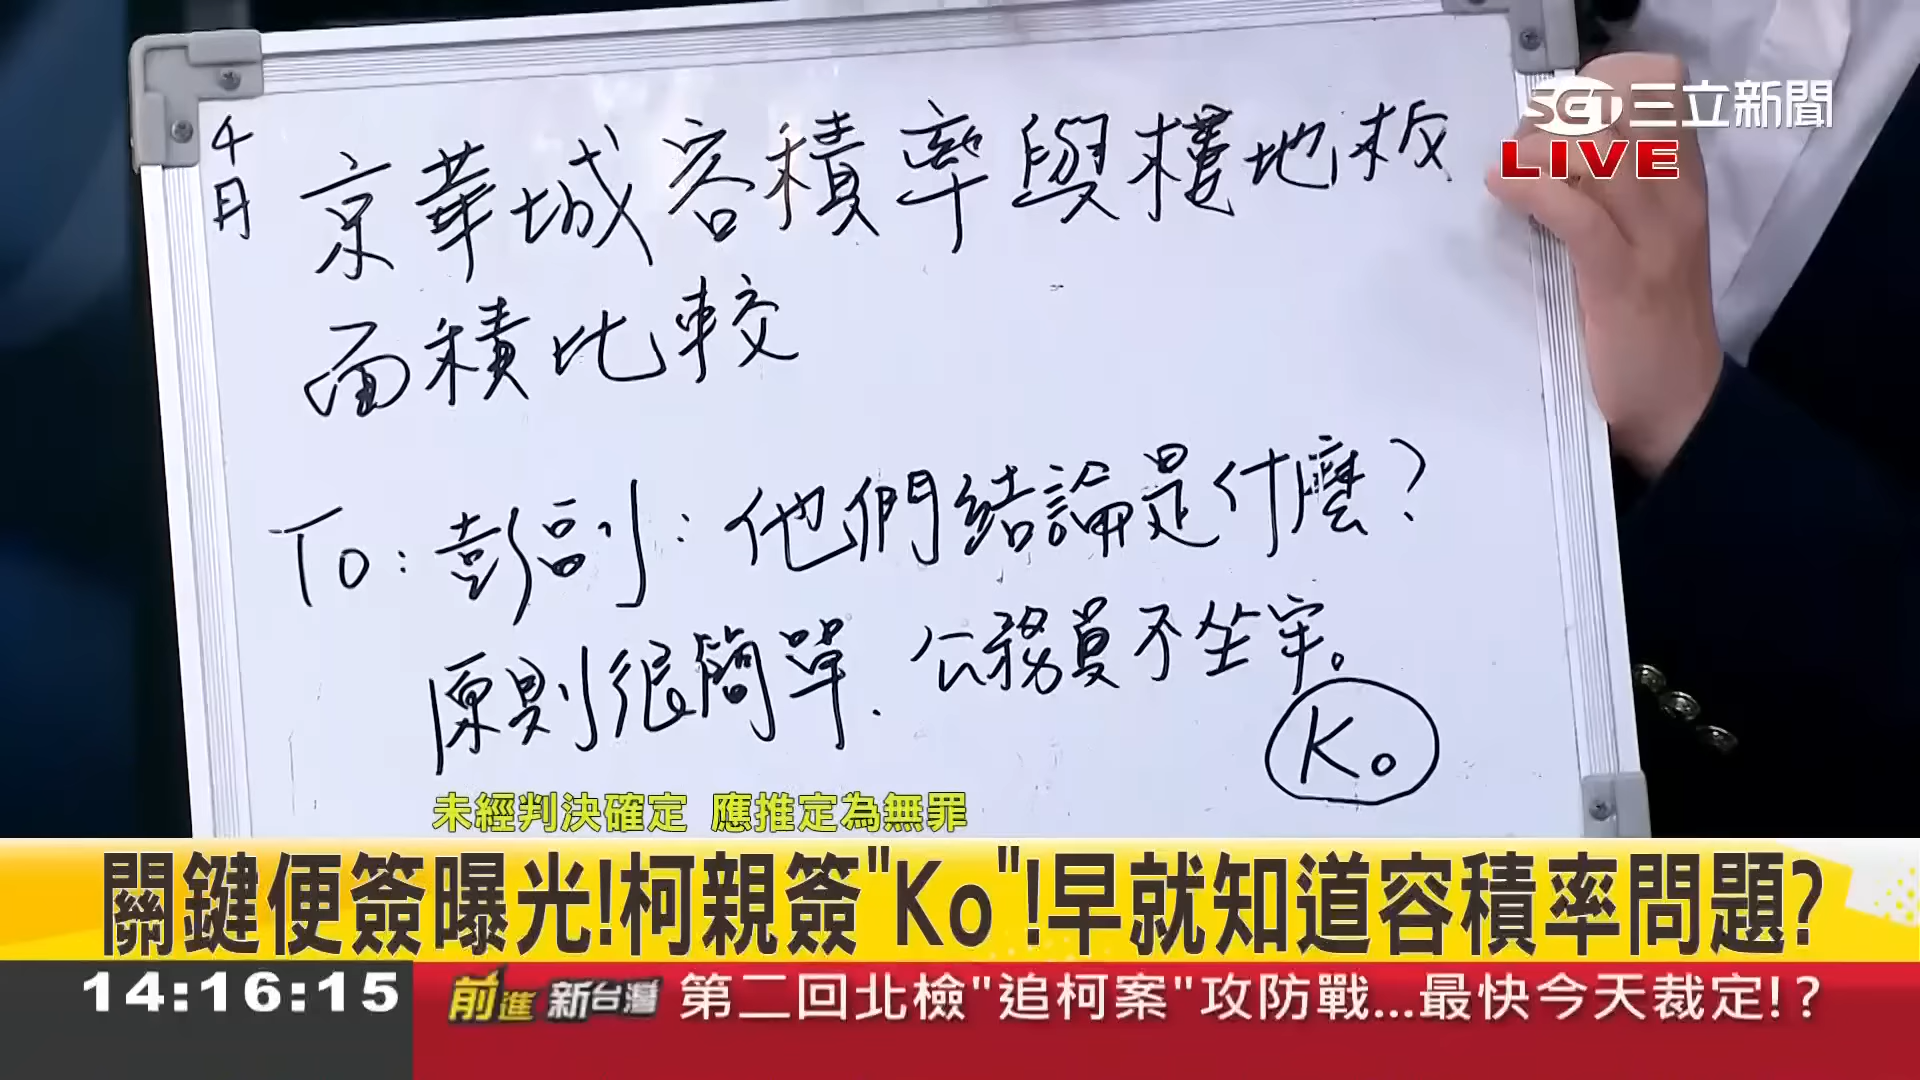 SET三立新聞
LIVE
4月
京華城容積率與樓地板
面積比較
To：彭副：他們結論是什麼？
原則很簡單．公務員不坐牢。
Ko
未經判決確定 應推定為無罪
關鍵便簽曝光!柯親簽"Ko"!早就知道容積率問題?
14:16:15
前進新台灣
第二回北檢"追柯案"攻防戰...最快今天裁定!?